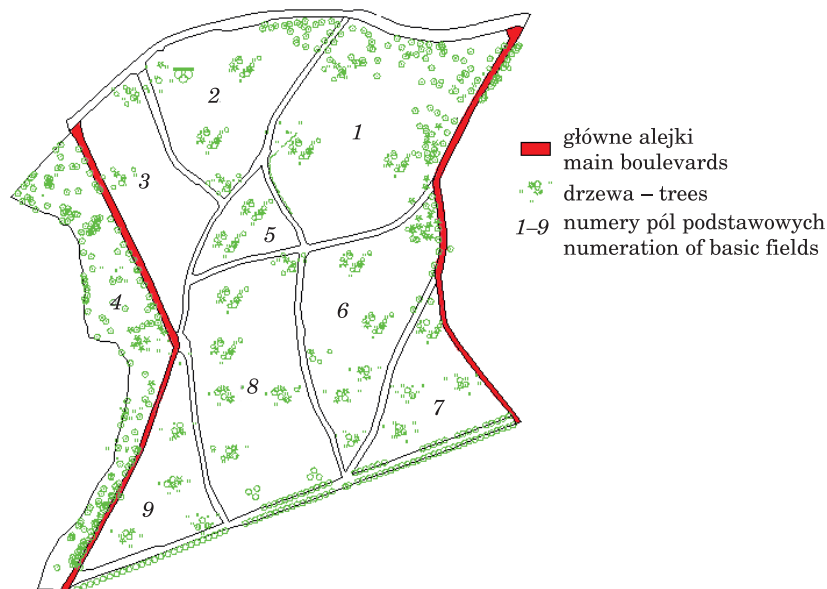 2
1
3
5
4
6
8
7
9
główne alejki
main boulevards
drzewa – trees
1–9 numery pól podstawowych
numeration of basic fields